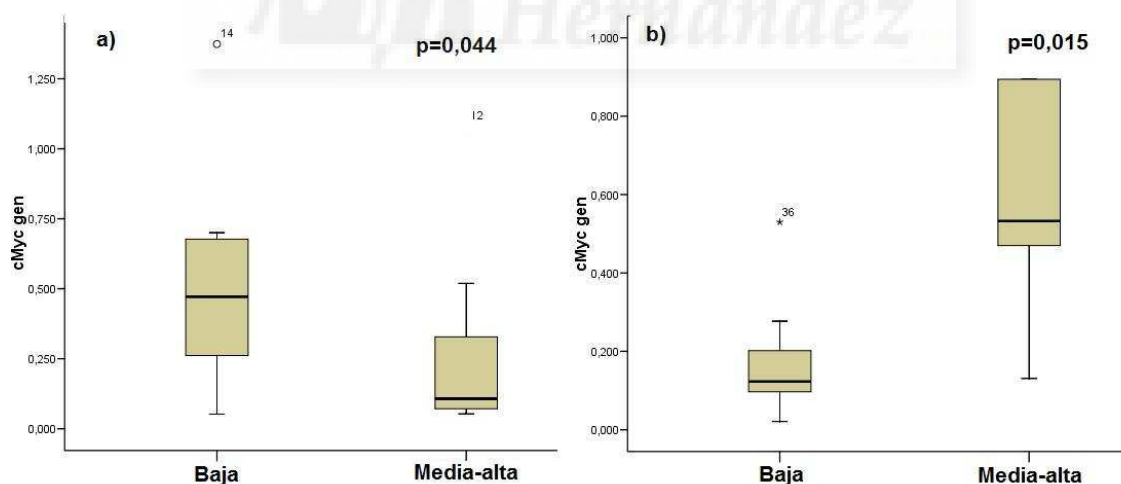 Hernández
a)
14
p=0,044
12
cMyc gen
1,250
1,000
0,750
0,500
0,250
0,000
Baja
Media-alta
b)
p=0,015
36
cMyc gen
1,000
0,800
0,600
0,400
0,200
0,000
Baja
Media-alta